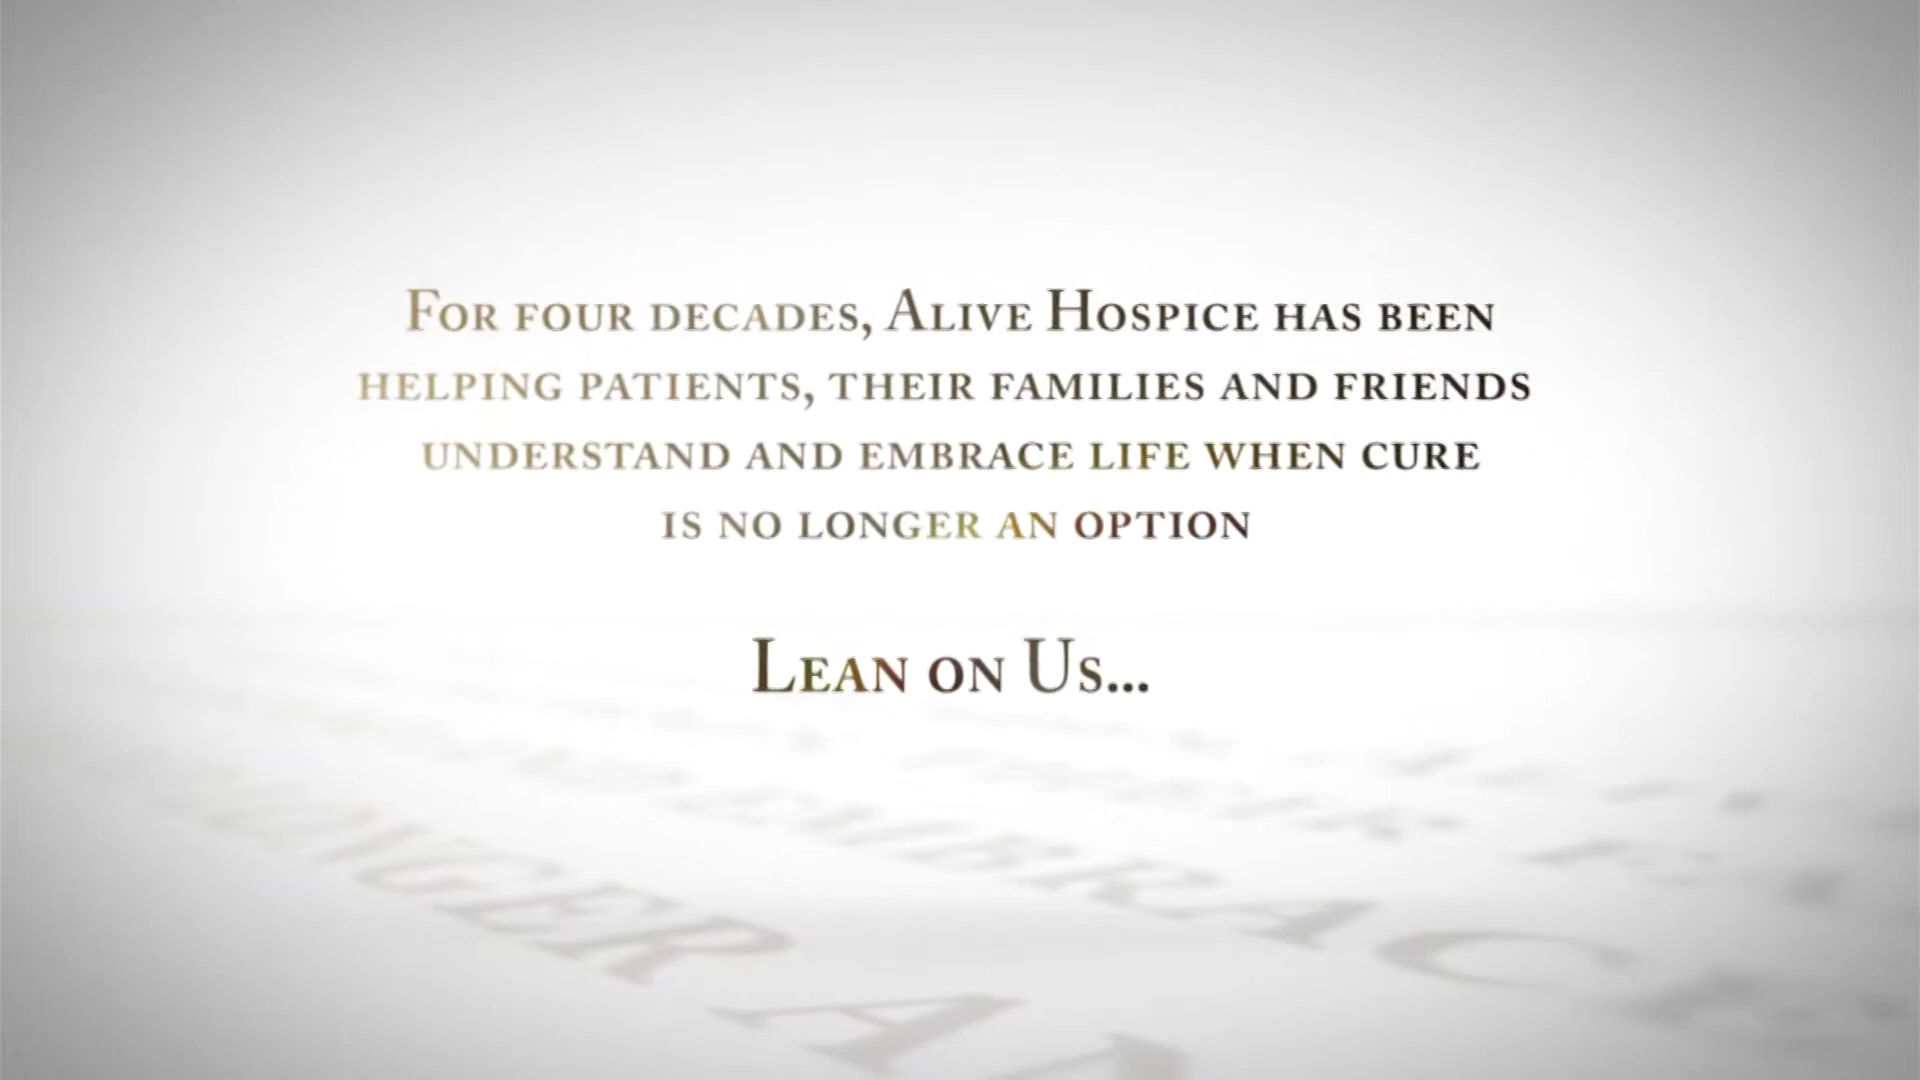 For four decades, Alive Hospice has been
helping patients, their families and friends
understand and embrace life when cure
is no longer an option
Lean on Us...